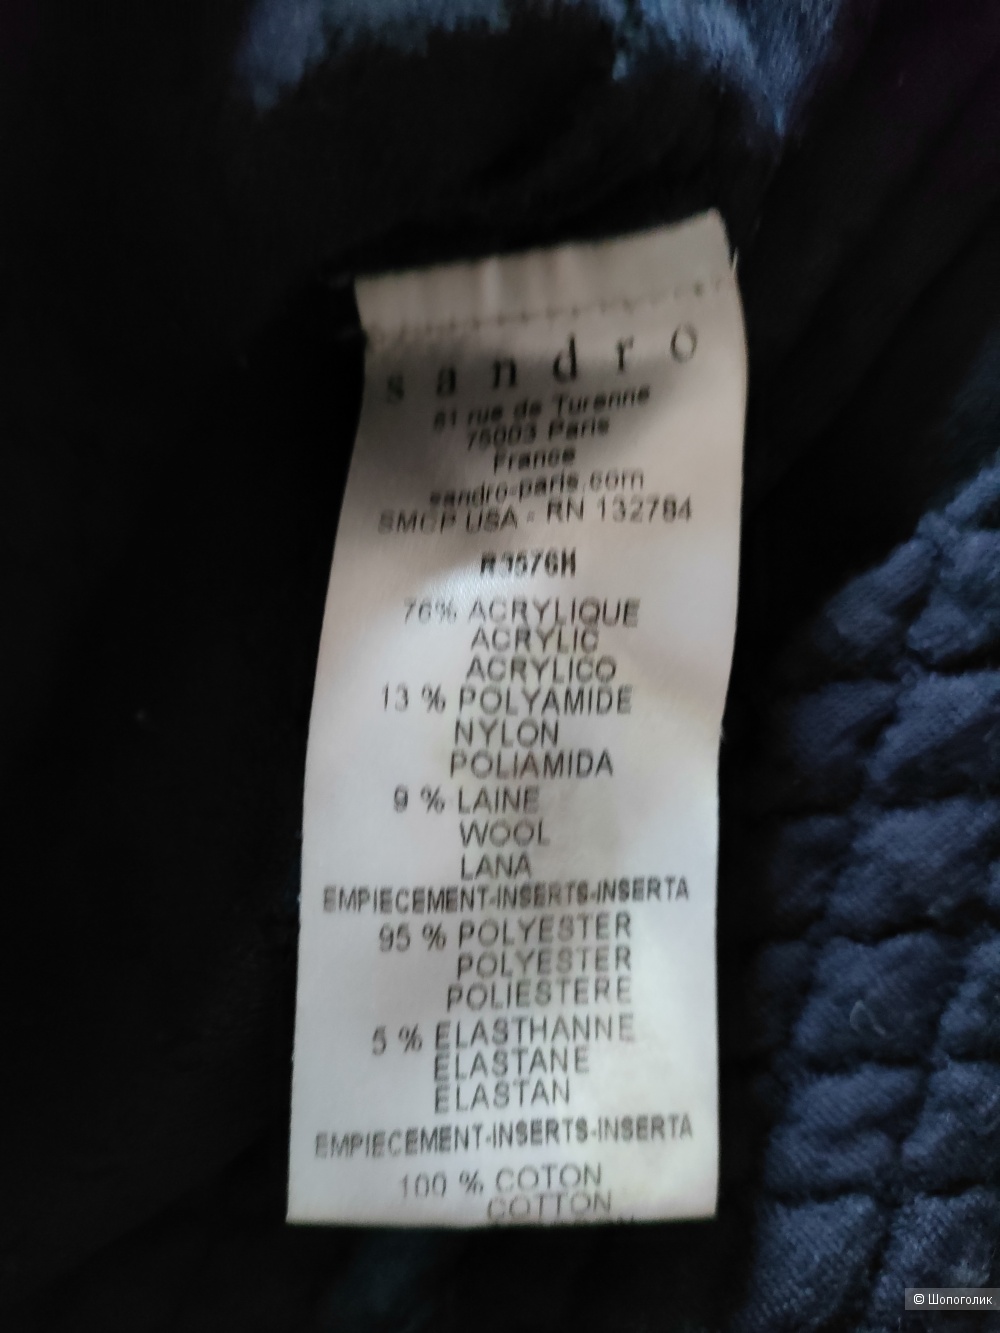 sandro
61 rue de Turenne
75003 Paris
France
sandro-paris.com
SMCP USA - RN 132784
R3576H
76% ACRYLIQUE
ACRYLIC
ACRYLICO
13 % POLYAMIDE
NYLON
POLIAMIDA
9 % LAINE
WOOL
LANA
EMPIECEMENT-INSERTS-INSERTA
95 % POLYESTER
POLYESTER
POLIESTERE
5 % ELASTHANNE
ELASTANE
ELASTAN
EMPIECEMENT-INSERTS-INSERTA
100 % COTON
COTTON
© Шопоголик